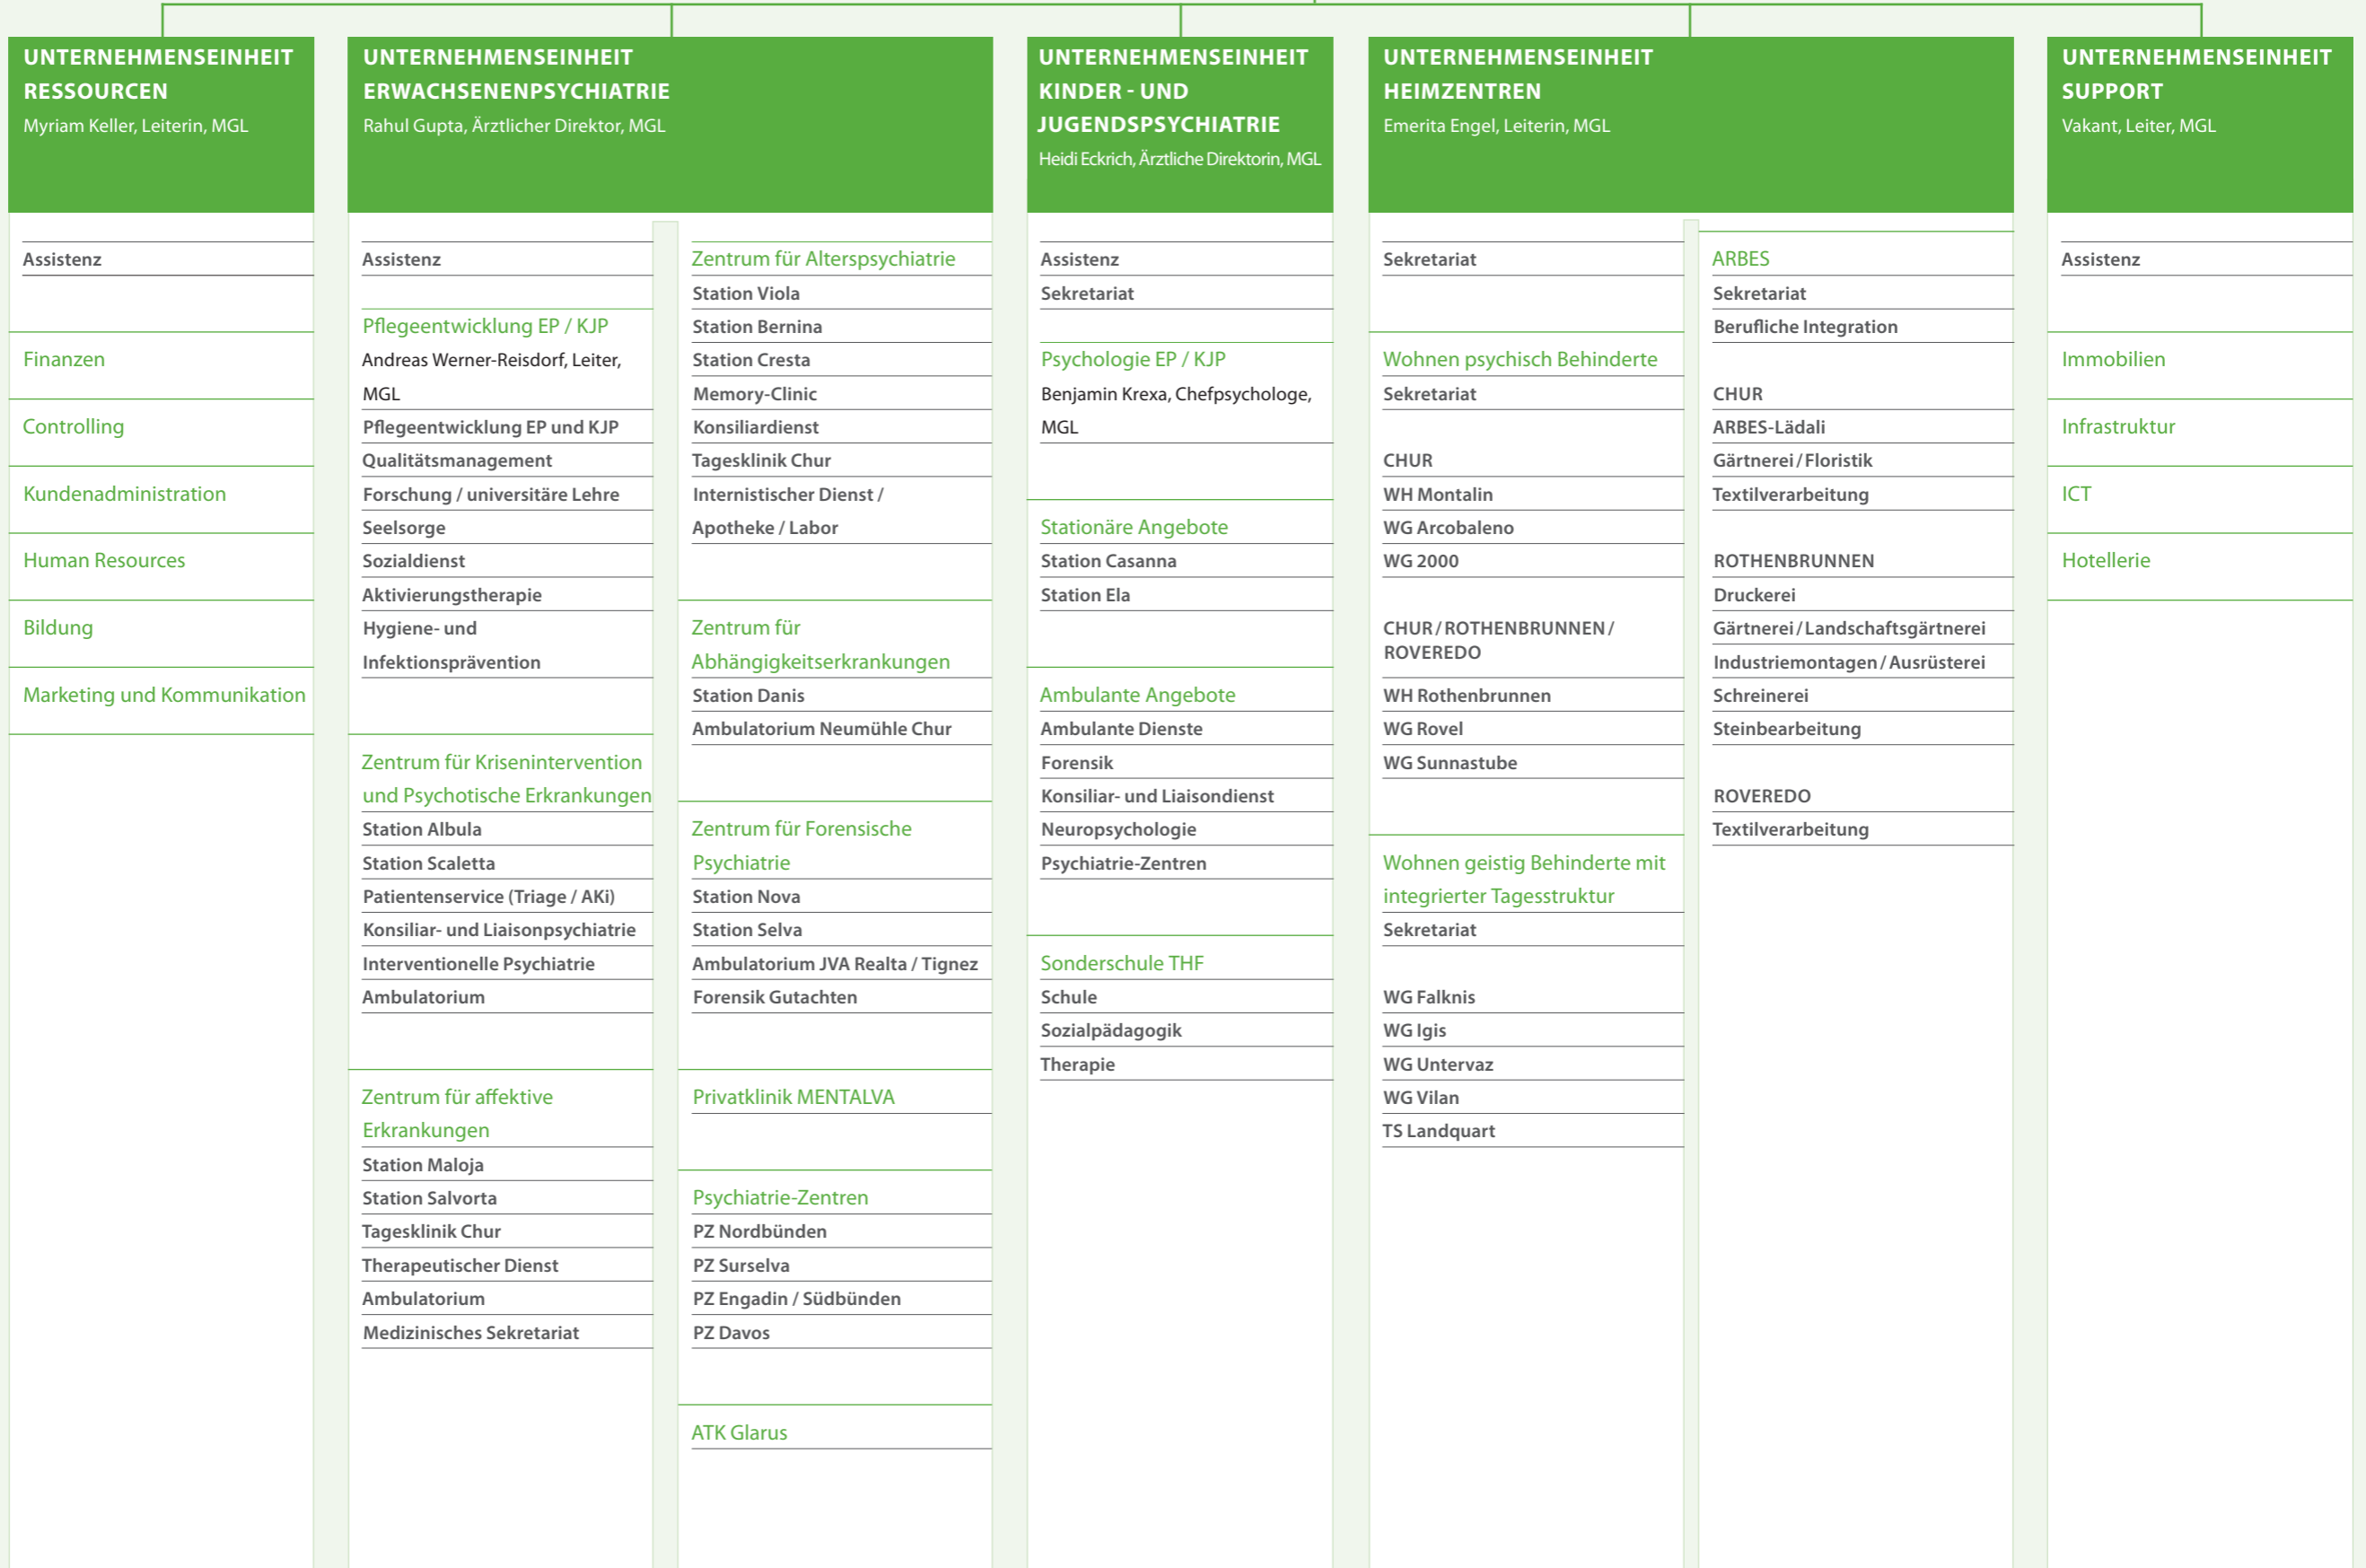 UNTERNEHMENSEINHEIT
RESSOURCEN
Myriam Keller, Leiterin, MGL
Assistenz
Finanzen
Controlling
Kundenadministration
Human Resources
Bildung
Marketing und Kommunikation
UNTERNEHMENSEINHEIT
ERWACHSENENPSYCHIATRIE
Rahul Gupta, Ärztlicher Direktor, MGL
Assistenz
Pflegeentwicklung EP / KJP
Andreas Werner-Reisdorf, Leiter,
MGL
Pflegeentwicklung EP und KJP
Qualitätsmanagement
Forschung / universitäre Lehre
Seelsorge
Sozialdienst
Aktivierungstherapie
Hygiene- und
Infektionsprävention
Zentrum für Krisenintervention
und Psychotische Erkrankungen
Station Albula
Station Scaletta
Patientenservice (Triage / AKi)
Konsiliar- und Liaisonpsychiatrie
Interventionelle Psychiatrie
Ambulatorium
Zentrum für affektive
Erkrankungen
Station Maloja
Station Salvorta
Tagesklinik Chur
Therapeutischer Dienst
Ambulatorium
Medizinisches Sekretariat
Zentrum für Alterspsychiatrie
Station Viola
Station Bernina
Station Cresta
Memory-Clinic
Konsiliardienst
Tagesklinik Chur
Internistischer Dienst /
Apotheke / Labor
Zentrum für
Abhängigkeitserkrankungen
Station Danis
Ambulatorium Neumühle Chur
Zentrum für Forensische
Psychiatrie
Station Nova
Station Selva
Ambulatorium JVA Realta / Tignez
Forensik Gutachten
Privatklinik MENTALVA
Psychiatrie-Zentren
PZ Nordbünden
PZ Surselva
PZ Engadin / Südbünden
PZ Davos
ATK Glarus
UNTERNEHMENSEINHEIT
KINDER - UND
JUGENDSPSYCHIATRIE
Heidi Eckrich, Ärztliche Direktorin, MGL
Assistenz
Sekretariat
Psychologie EP / KJP
Benjamin Krexa, Chefpsychologe,
MGL
Stationäre Angebote
Station Casanna
Station Ela
Ambulante Angebote
Ambulante Dienste
Forensik
Konsiliar- und Liaisondienst
Neuropsychologie
Psychiatrie-Zentren
Sonderschule THF
Schule
Sozialpädagogik
Therapie
UNTERNEHMENSEINHEIT
HEIMZENTREN
Emerita Engel, Leiterin, MGL
Sekretariat
Wohnen psychisch Behinderte
Sekretariat
CHUR
WH Montalin
WG Arcobaleno
WG 2000
CHUR / ROTHENBRUNNEN /
ROVEREDO
WH Rothenbrunnen
WG Rovel
WG Sunnastube
Wohnen geistig Behinderte mit
integrierter Tagesstruktur
Sekretariat
WG Falknis
WG Igis
WG Untervaz
WG Vilan
TS Landquart
ARBES
Sekretariat
Berufliche Integration
CHUR
ARBES-Lädali
Gärtnerei / Floristik
Textilverarbeitung
ROTHENBRUNNEN
Druckerei
Gärtnerei / Landschaftsgärtnerei
Industriemontagen / Ausrüsterei
Schreinerei
Steinbearbeitung
ROVEREDO
Textilverarbeitung
UNTERNEHMENSEINHEIT
SUPPORT
Vakant, Leiter, MGL
Assistenz
Immobilien
Infrastruktur
ICT
Hotellerie